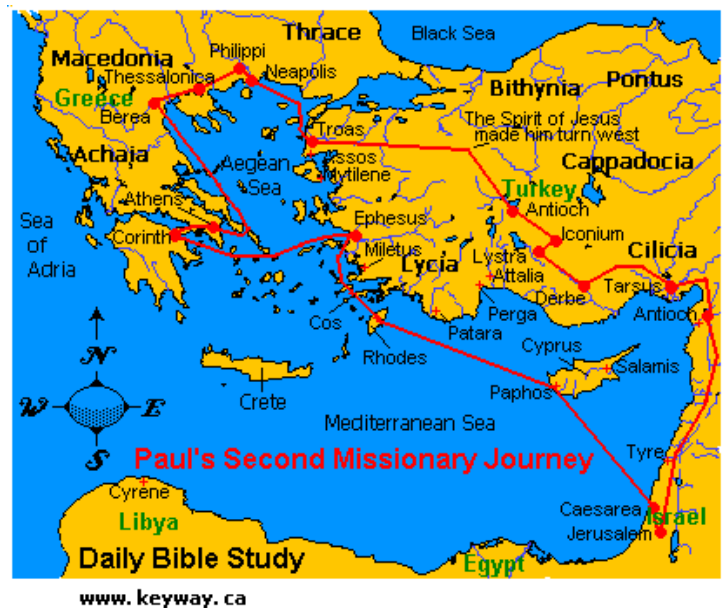 Black Sea
Thrace
Philippi
Macedonia
Thessalonica
Neapolis
Greece
Berea
Bithynia
Pontus
The Spirit of Jesus
made him turn west
Troas
Achaia
Aegean
Sea
Assos
Mytilene
Cappadocia
Turkey
Antioch
Athens
Sea
of
Adria
Corinth
Ephesus
Miletus
Iconium
Lycia
Lystra
Attalia
Cilicia
Derbe
Tarsus
Antioch
Cos
Perga
Patara
Rhodes
Cyprus
Salamis
Paphos
N
W
E
S
Crete
Mediterranean Sea
Tyre
Paul's Second Missionary Journey
Cyrene
Libya
Caesarea
Israel
Jerusalem
Daily Bible Study
Egypt
www.keyway.ca